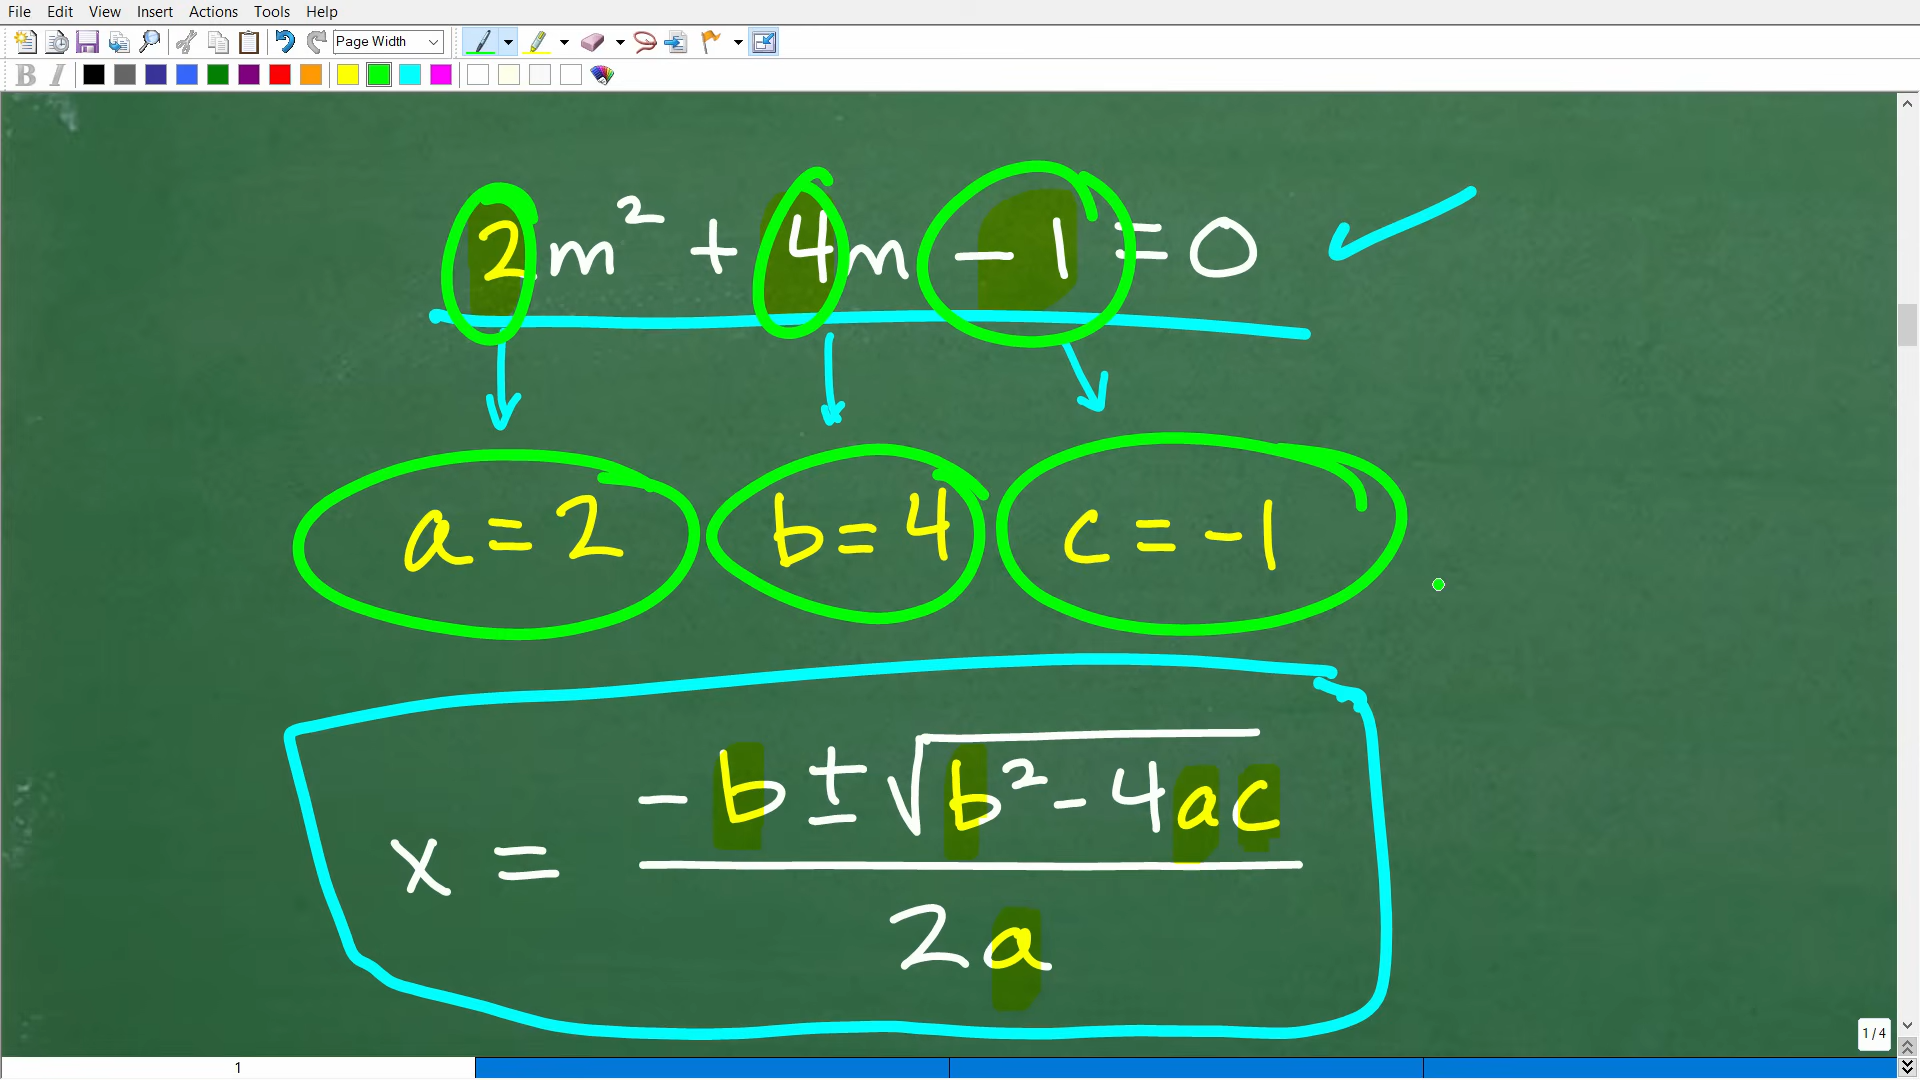 File Edit View Insert Actions Tools Help
Page Width
B I
2m² + 4m - 1 = 0
a = 2 b = 4 c = -1
x = (-b ± √(b² - 4ac)) / 2a
1 / 4
1